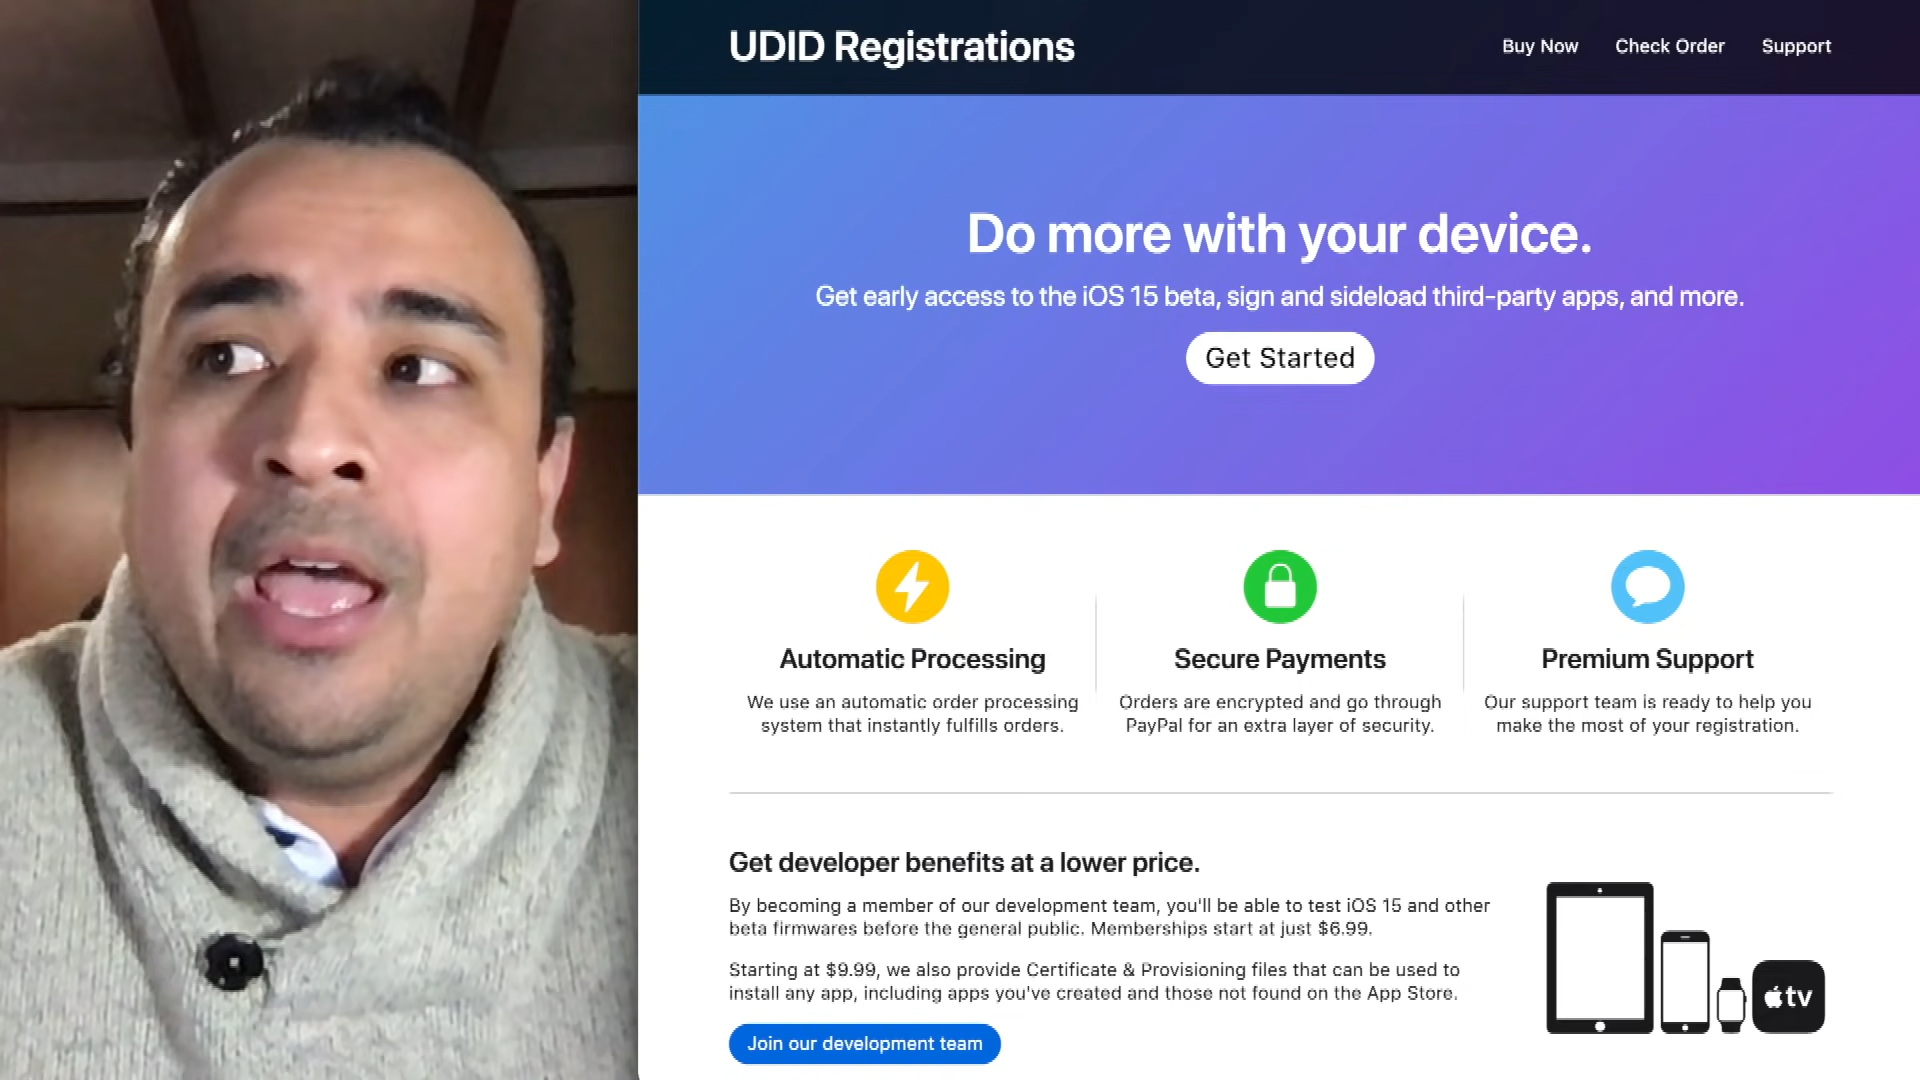 UDID Registrations
Buy Now
Check Order
Support
Do more with your device.
Get early access to the iOS 15 beta, sign and sideload third-party apps, and more.
Get Started
Automatic Processing
We use an automatic order processing
system that instantly fulfills orders.
Secure Payments
Orders are encrypted and go through
PayPal for an extra layer of security.
Premium Support
Our support team is ready to help you
make the most of your registration.
Get developer benefits at a lower price.
By becoming a member of our development team, you'll be able to test iOS 15 and other
beta firmwares before the general public. Memberships start at just $6.99.
Starting at $9.99, we also provide Certificate & Provisioning files that can be used to
install any app, including apps you've created and those not found on the App Store.
Join our development team
tv